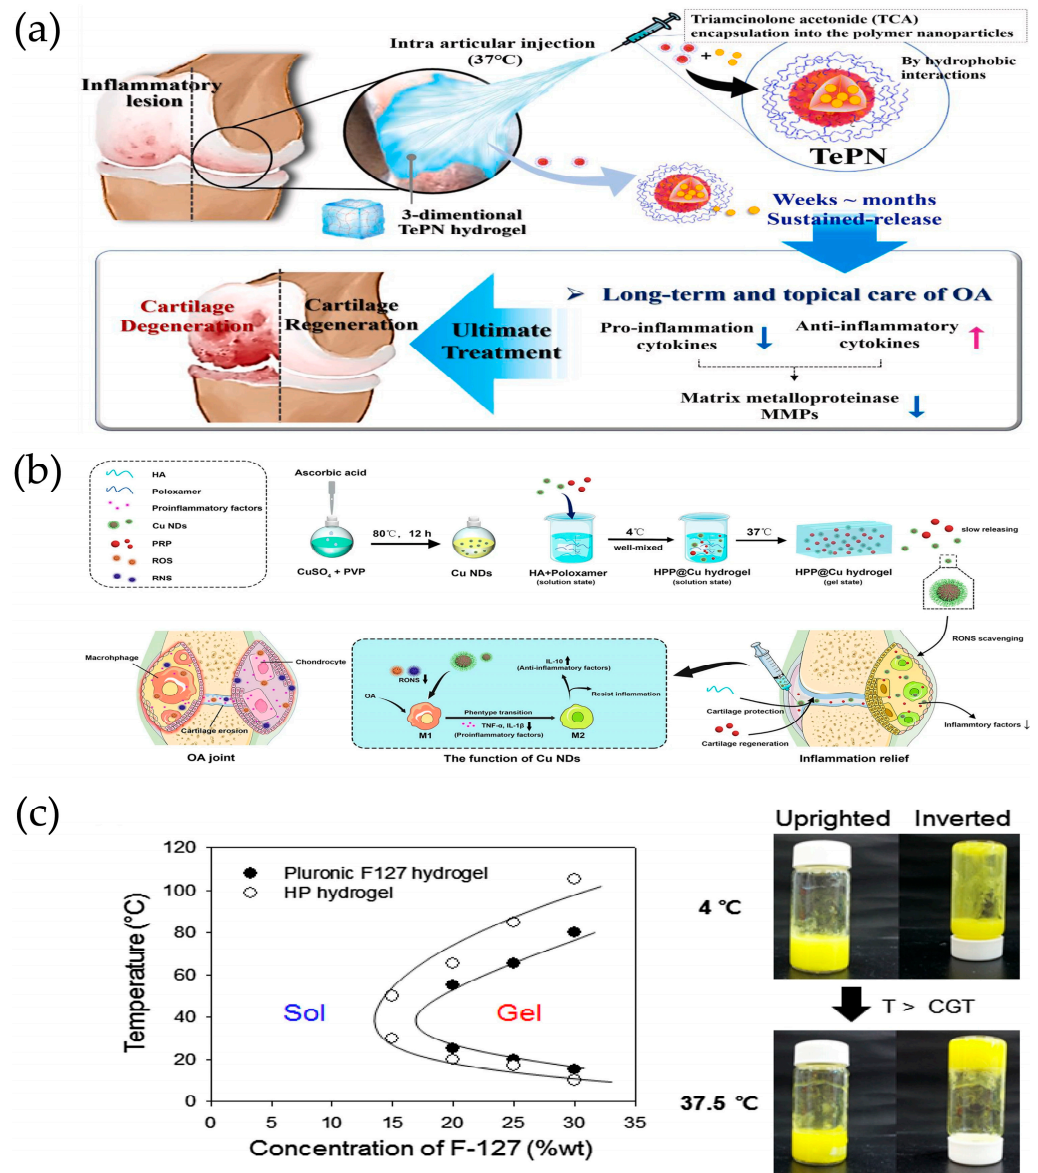 (a)
Triamcinolone acetonide (TCA)
encapsulation into the polymer nanoparticles
Intra articular injection
(37℃)
+
By hydrophobic
interactions
Inflammatory
lesion
TePN
3-dimentional
TePN hydrogel
Weeks ~ months
Sustained-release
Cartilage
Degeneration
Cartilage
Regeneration
Ultimate
Treatment
➢ Long-term and topical care of OA
Pro-inflammation
cytokines
Anti-inflammatory
cytokines
Matrix metalloproteinase
MMPs
(b)
HA
Poloxamer
Proinflammatory factors
Cu NDs
PRP
ROS
RNS
Ascorbic acid
80℃, 12 h
CuSO4 + PVP
Cu NDs
HA+Poloxamer
(solution state)
4℃
well-mixed
HPP@Cu hydrogel
(solution state)
37℃
HPP@Cu hydrogel
(gel state)
slow releasing
RONS scavenging
Macrohphage
Chondrocyte
Cartilage erosion
OA joint
RONS
OA
M1
Phentype transition
TNF-α, IL-1β
(Proinflammatory factors)
M2
IL-10
(Anti-inflammatory factors)
Resist inflammation
The function of Cu NDs
Cartilage protection
Cartilage regeneration
Inflammtory factors ↓
Inflammation relief
(c)
Temperature (°C)
120
100
80
60
40
20
0
Pluronic F127 hydrogel
HP hydrogel
Sol
Gel
0
5
10
15
20
25
30
35
Concentration of F-127 (%wt)
Uprighted
Inverted
4 ℃
T > CGT
37.5 ℃